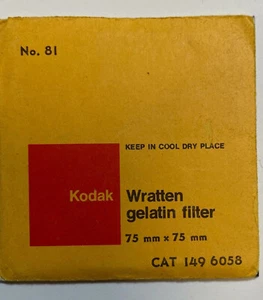 No. 81
KEEP IN COOL DRY PLACE
Kodak
Wratten
gelatin filter
75 mm x 75 mm
CAT 149 6058